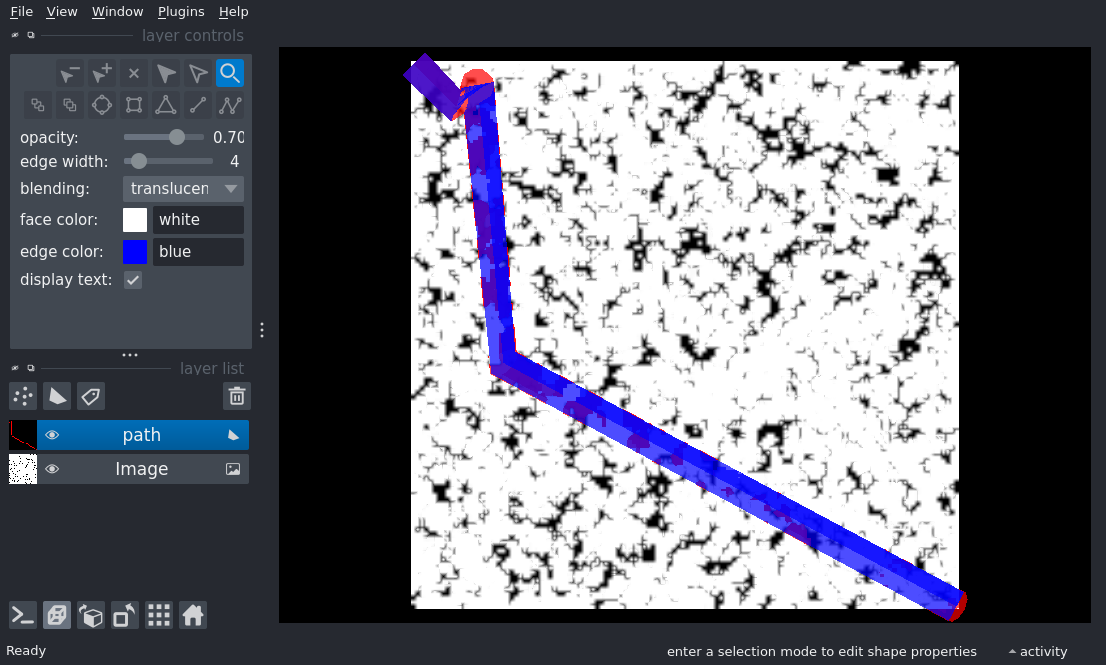 File View Window Plugins Help
layer controls
opacity: 0.70
edge width: 4
blending: translucen
face color: white
edge color: blue
display text:
layer list
path
Image
Ready
enter a selection mode to edit shape properties
activity